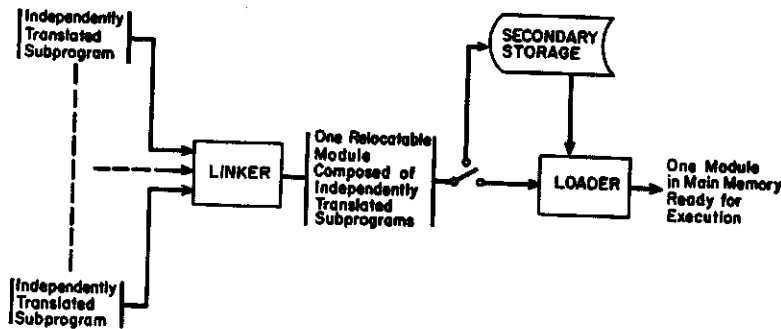 Independently
Translated
Subprogram
SECONDARY
STORAGE
LINKER
One Relocatable
Module
Composed of
Independently
Translated
Subprograms
LOADER
One Module
in Main Memory
Ready for
Execution
Independently
Translated
Subprogram